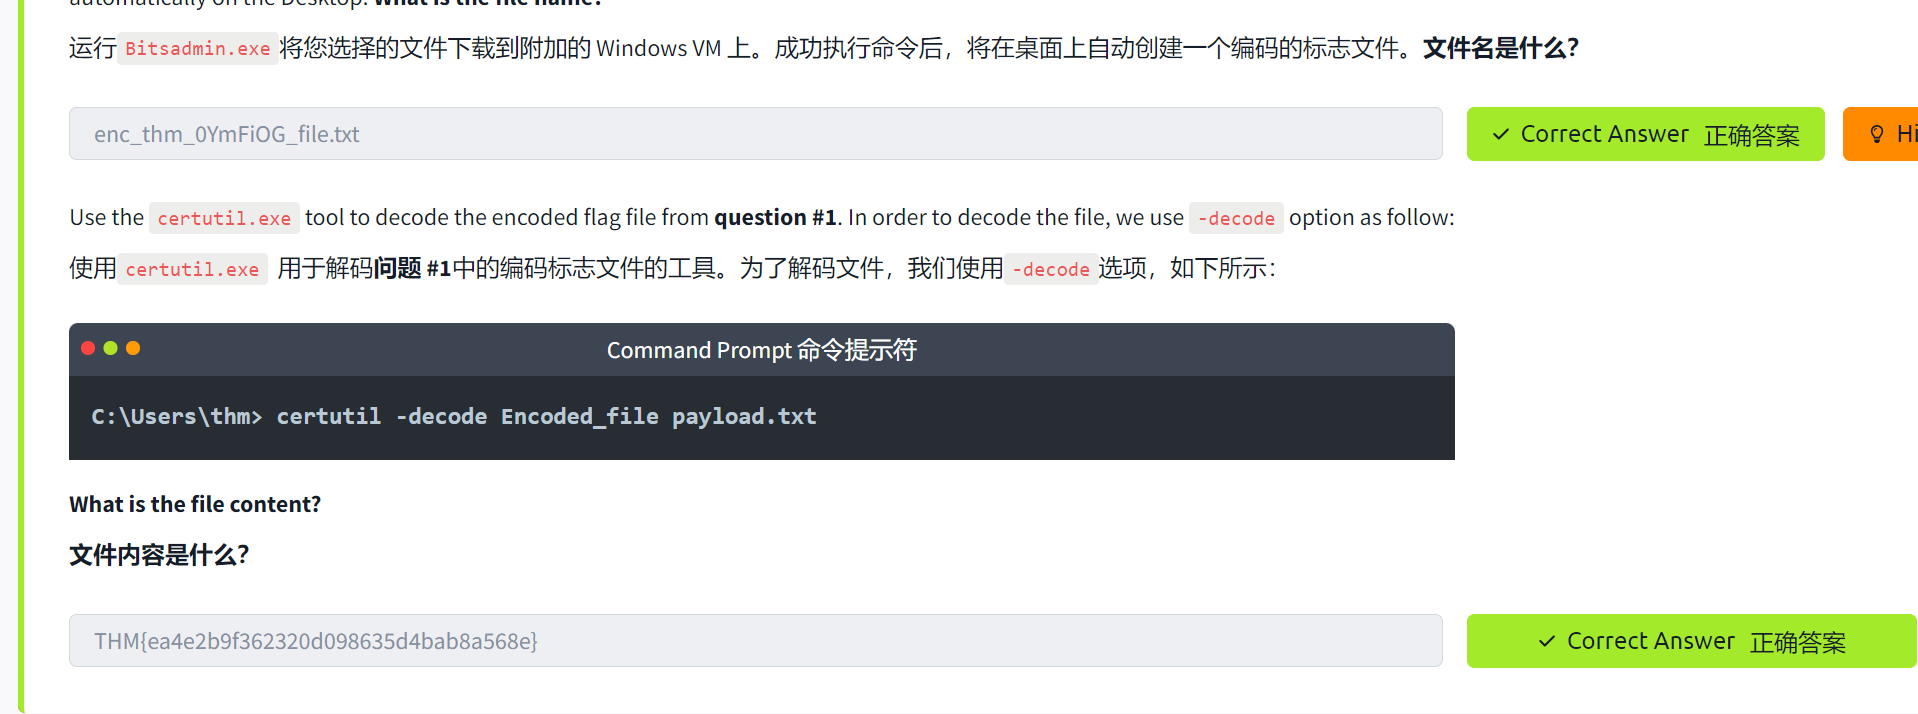 automatically on the Desktop. What is the file name?
运行 Bitsadmin.exe 将您选择的文件下载到附加的 Windows VM 上。成功执行命令后，将在桌面上自动创建一个编码的标志文件。文件名是什么？
enc_thm_0YmFiOG_file.txt
Correct Answer 正确答案
Hi
Use the certutil.exe tool to decode the encoded flag file from question #1. In order to decode the file, we use -decode option as follow:
使用 certutil.exe 用于解码问题 #1中的编码标志文件的工具。为了解码文件，我们使用 -decode 选项，如下所示：
Command Prompt 命令提示符
C:\Users\thm> certutil -decode Encoded_file payload.txt
What is the file content?
文件内容是什么？
THM{ea4e2b9f362320d098635d4bab8a568e}
Correct Answer 正确答案